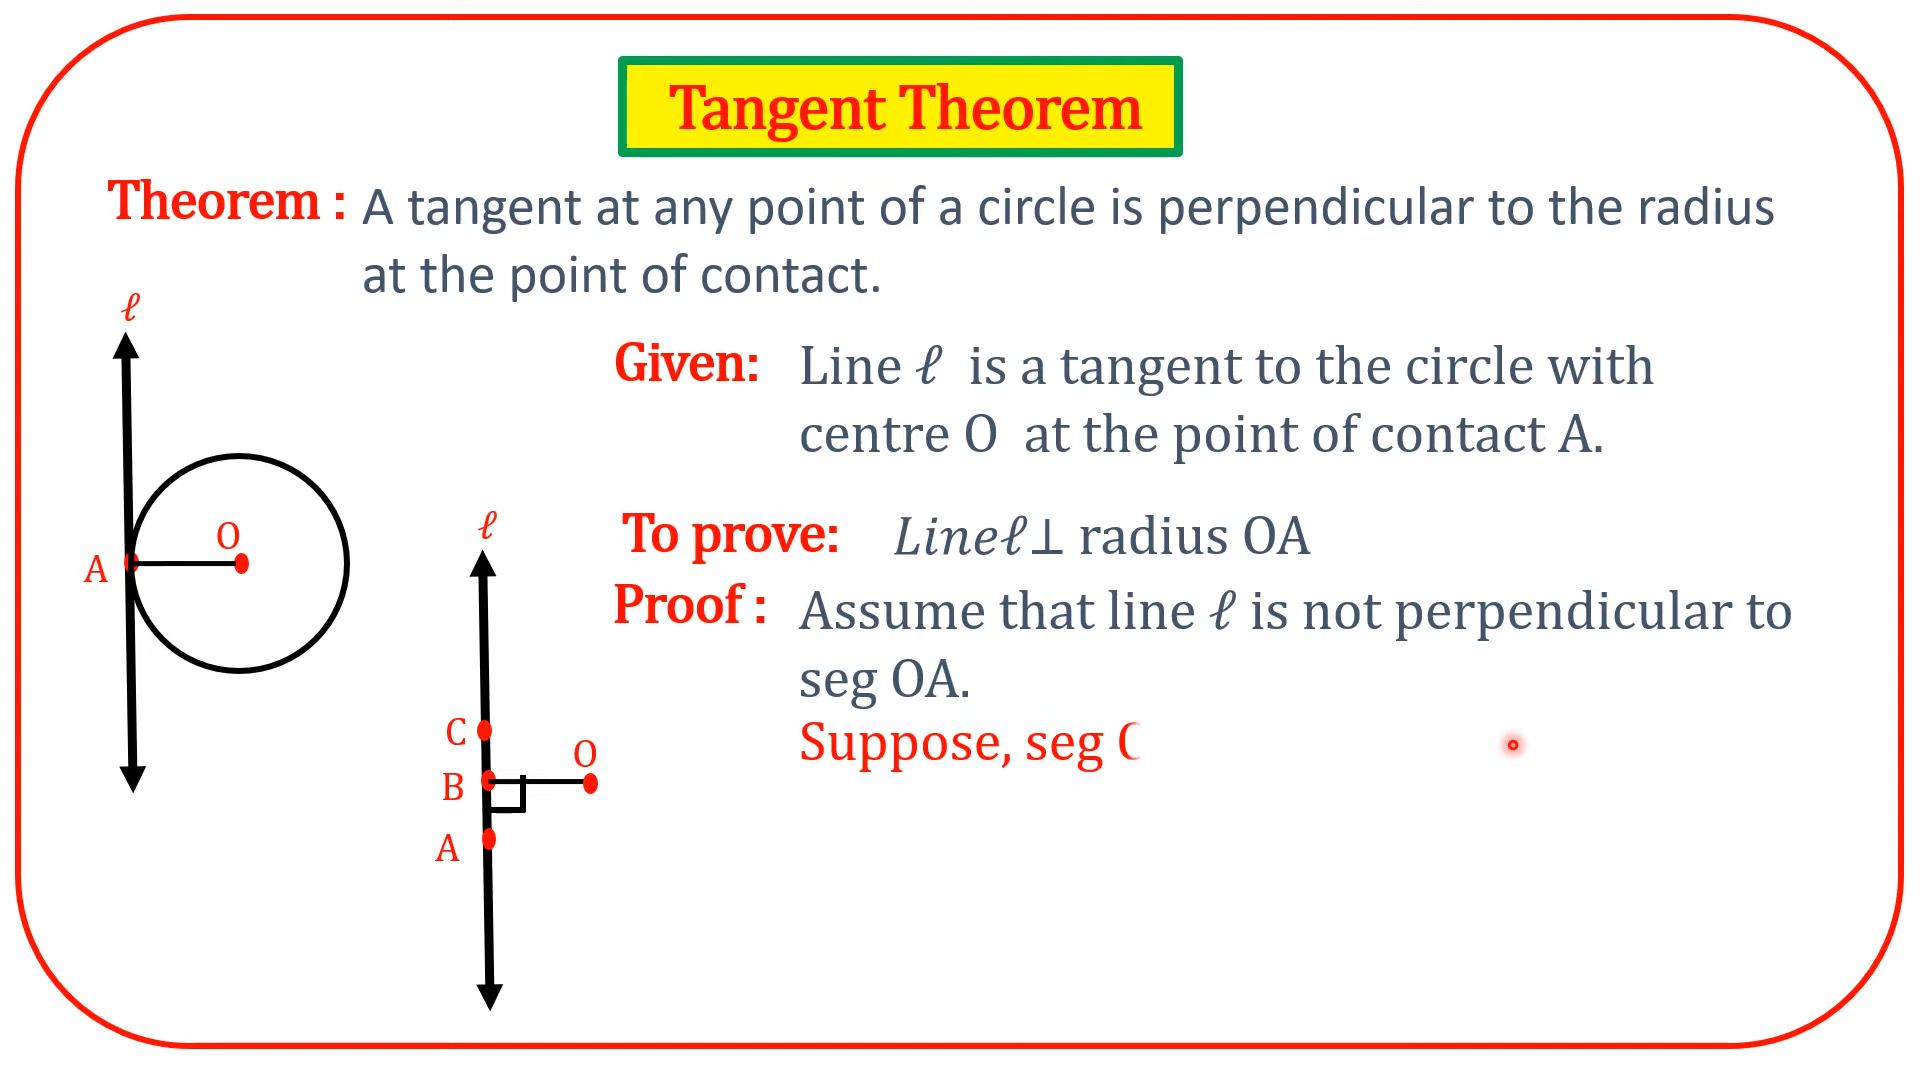 Tangent Theorem
Theorem : A tangent at any point of a circle is perpendicular to the radius
at the point of contact.
ℓ
Given: Line ℓ is a tangent to the circle with
centre O at the point of contact A.
ℓ
To prove: Lineℓ⊥ radius OA
O
A
Proof : Assume that line ℓ is not perpendicular to
seg OA.
Suppose, seg
C
O
B
A